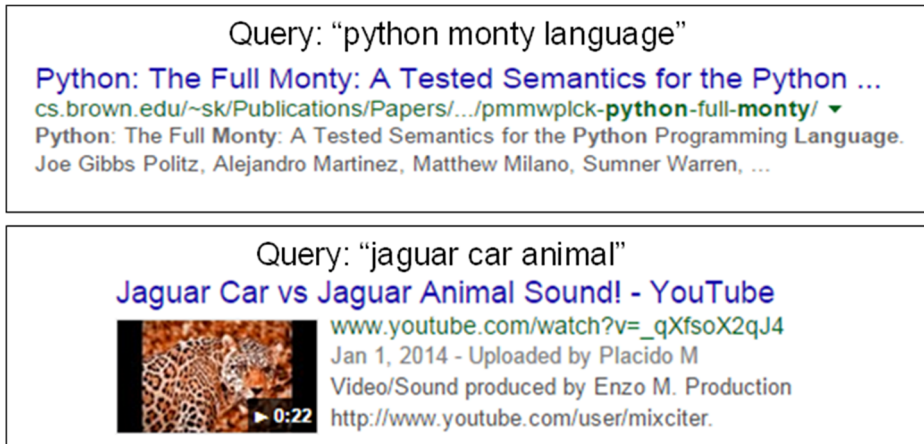 Query: “python monty language”
Python: The Full Monty: A Tested Semantics for the Python ...
cs.brown.edu/~sk/Publications/Papers/.../pmmwplck-python-full-monty/
Python: The Full Monty: A Tested Semantics for the Python Programming Language.
Joe Gibbs Politz, Alejandro Martinez, Matthew Milano, Sumner Warren, ...
Query: “jaguar car animal”
Jaguar Car vs Jaguar Animal Sound! - YouTube
www.youtube.com/watch?v=_qXfsoX2qJ4
Jan 1, 2014 - Uploaded by Placido M
Video/Sound produced by Enzo M. Production
0:22
http://www.youtube.com/user/mixciter.